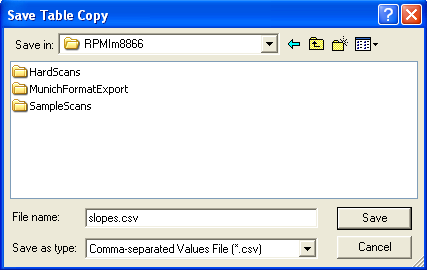 Save Table Copy
Save in: RPMIm8866
HardScans
MunichFormatExport
SampleScans
File name: slopes.csv Save
Save as type: Comma-separated Values File (*.csv) Cancel